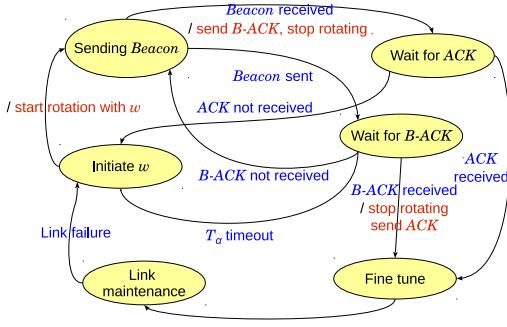 Beacon received
/ send B-ACK, stop rotating
Sending Beacon
Wait for ACK
Beacon sent
/ start rotation with w
ACK not received
Wait for B-ACK
Initiate w
B-ACK not received
ACK
received
B-ACK received
/ stop rotating
send ACK
Link failure
Tα timeout
Link
maintenance
Fine tune